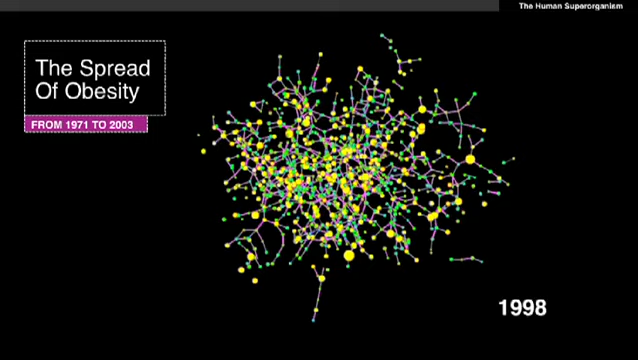 The Human Superorganism
The Spread
Of Obesity
FROM 1971 TO 2003
1998